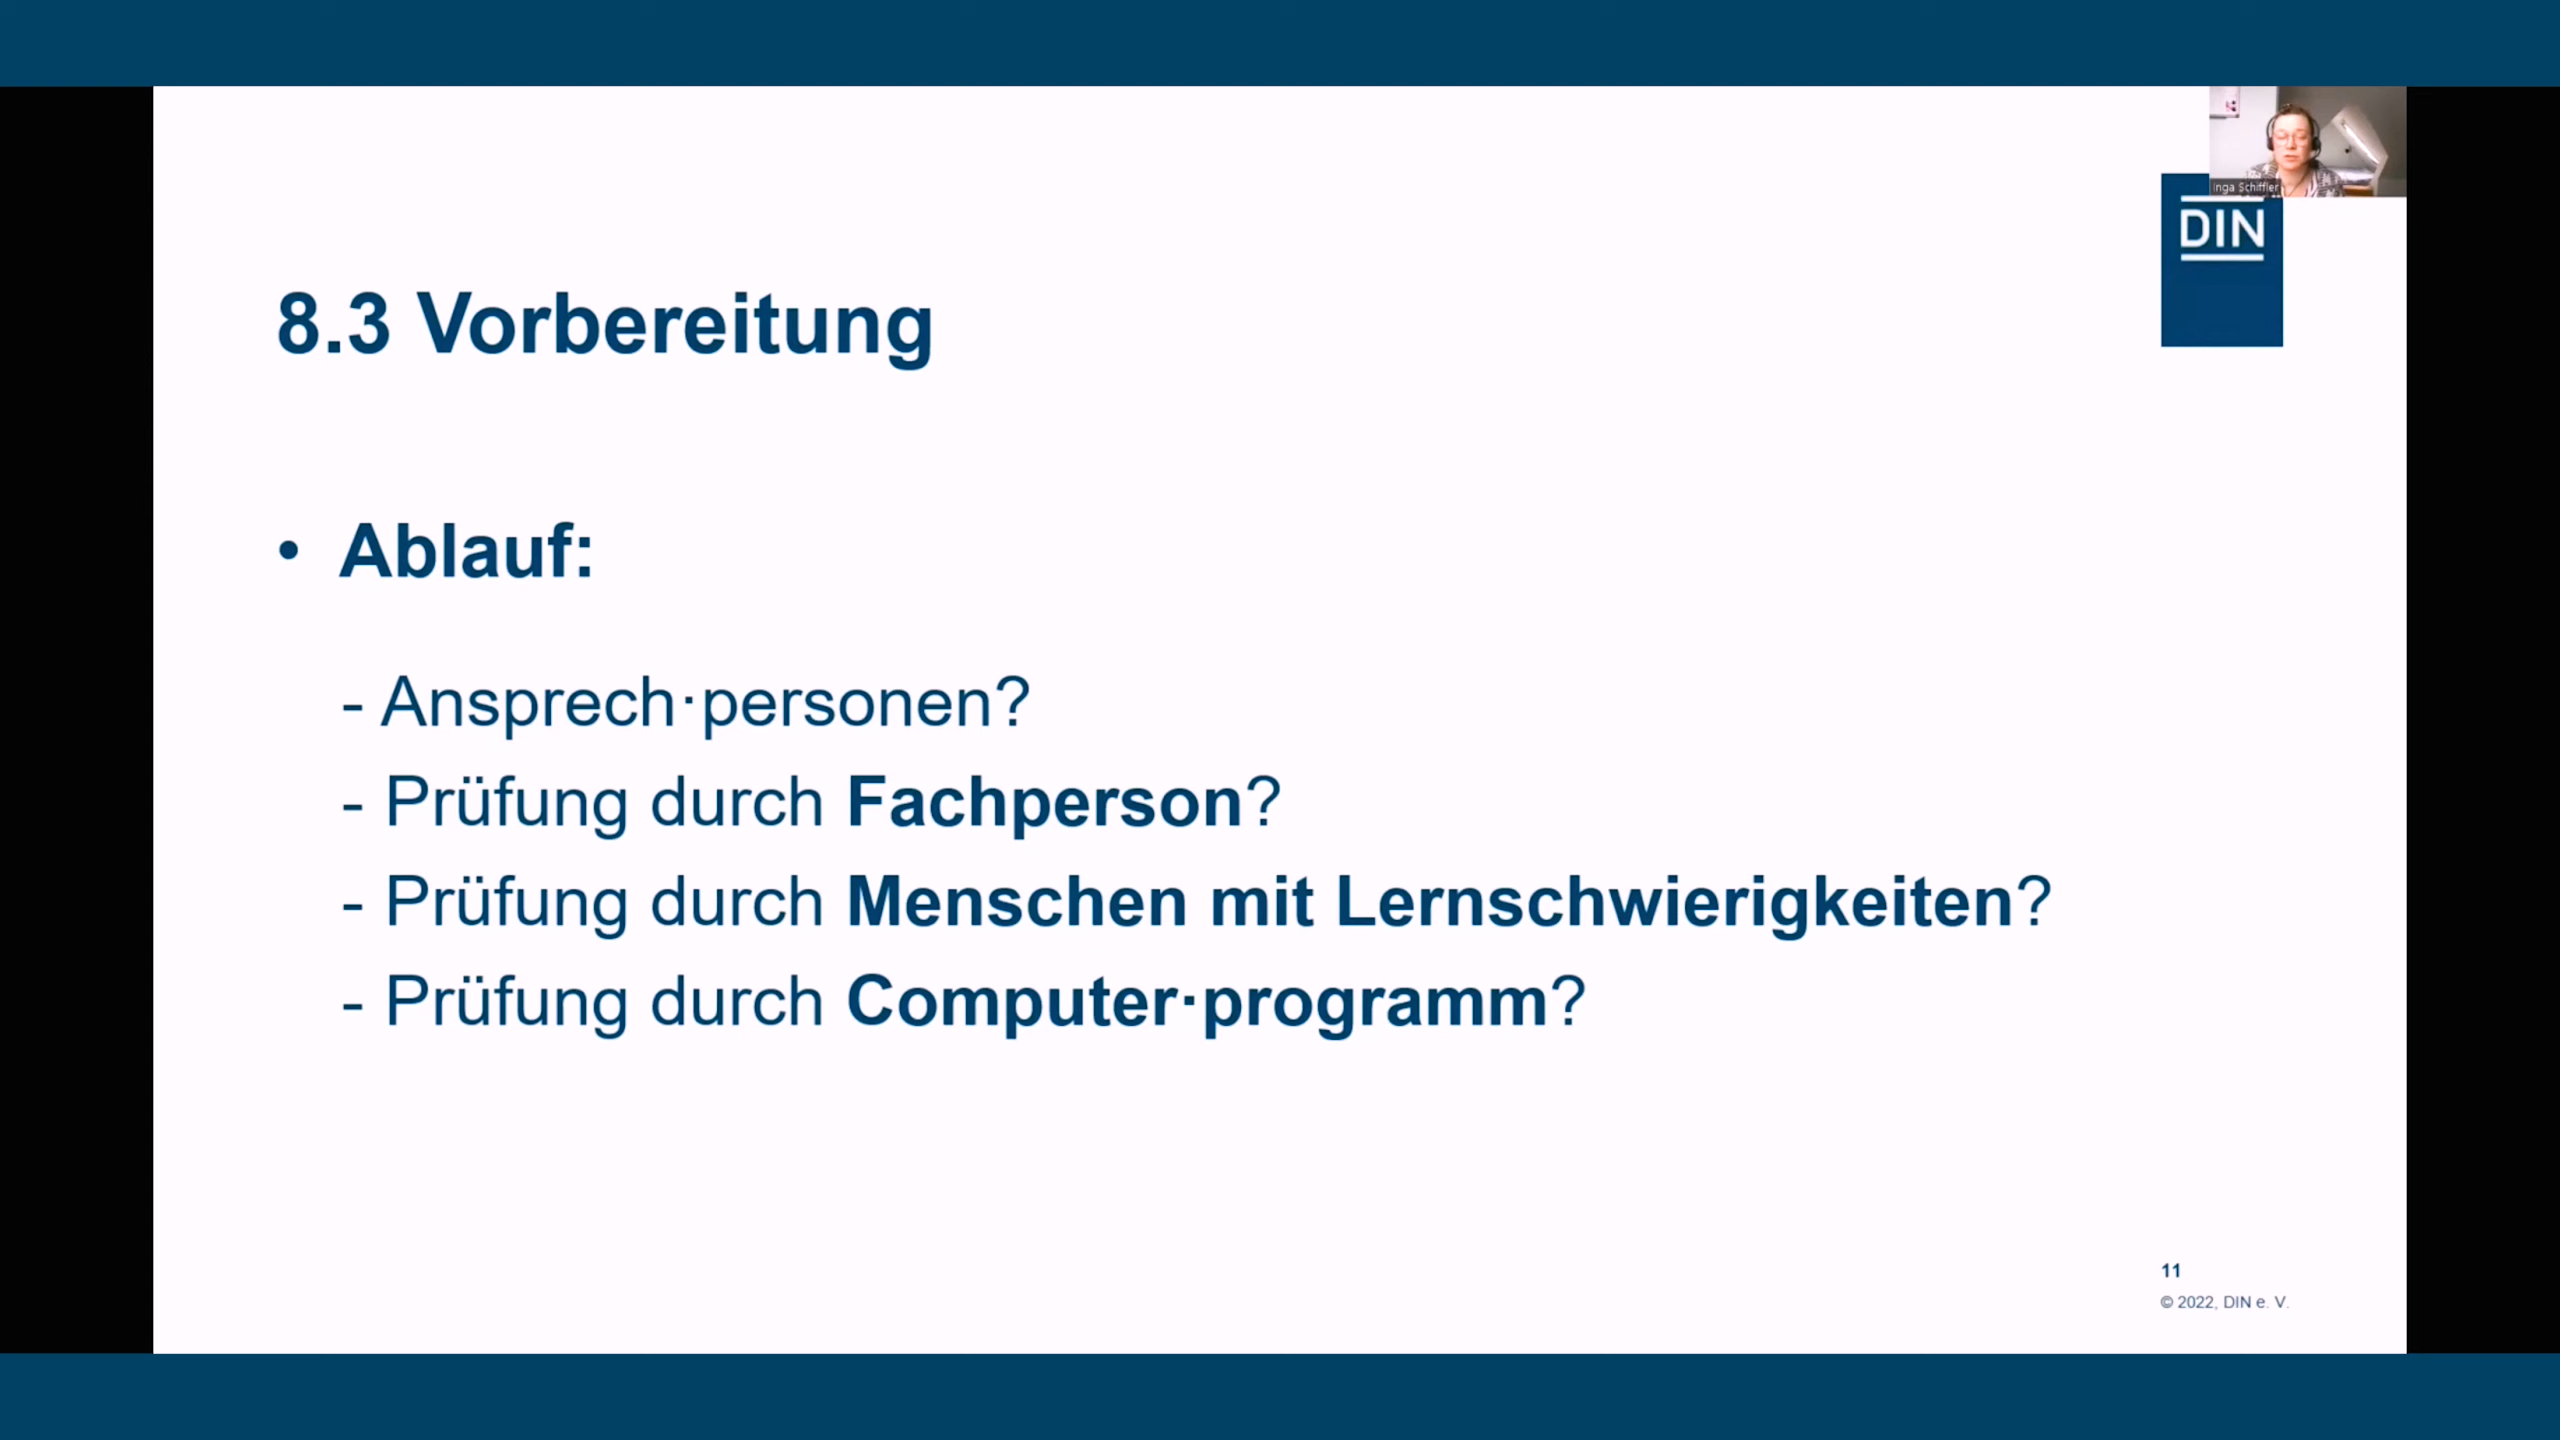 Inga Schiffler
DIN
8.3 Vorbereitung
• Ablauf:
- Ansprech·personen?
- Prüfung durch Fachperson?
- Prüfung durch Menschen mit Lernschwierigkeiten?
- Prüfung durch Computer·programm?
11
© 2022, DIN e. V.